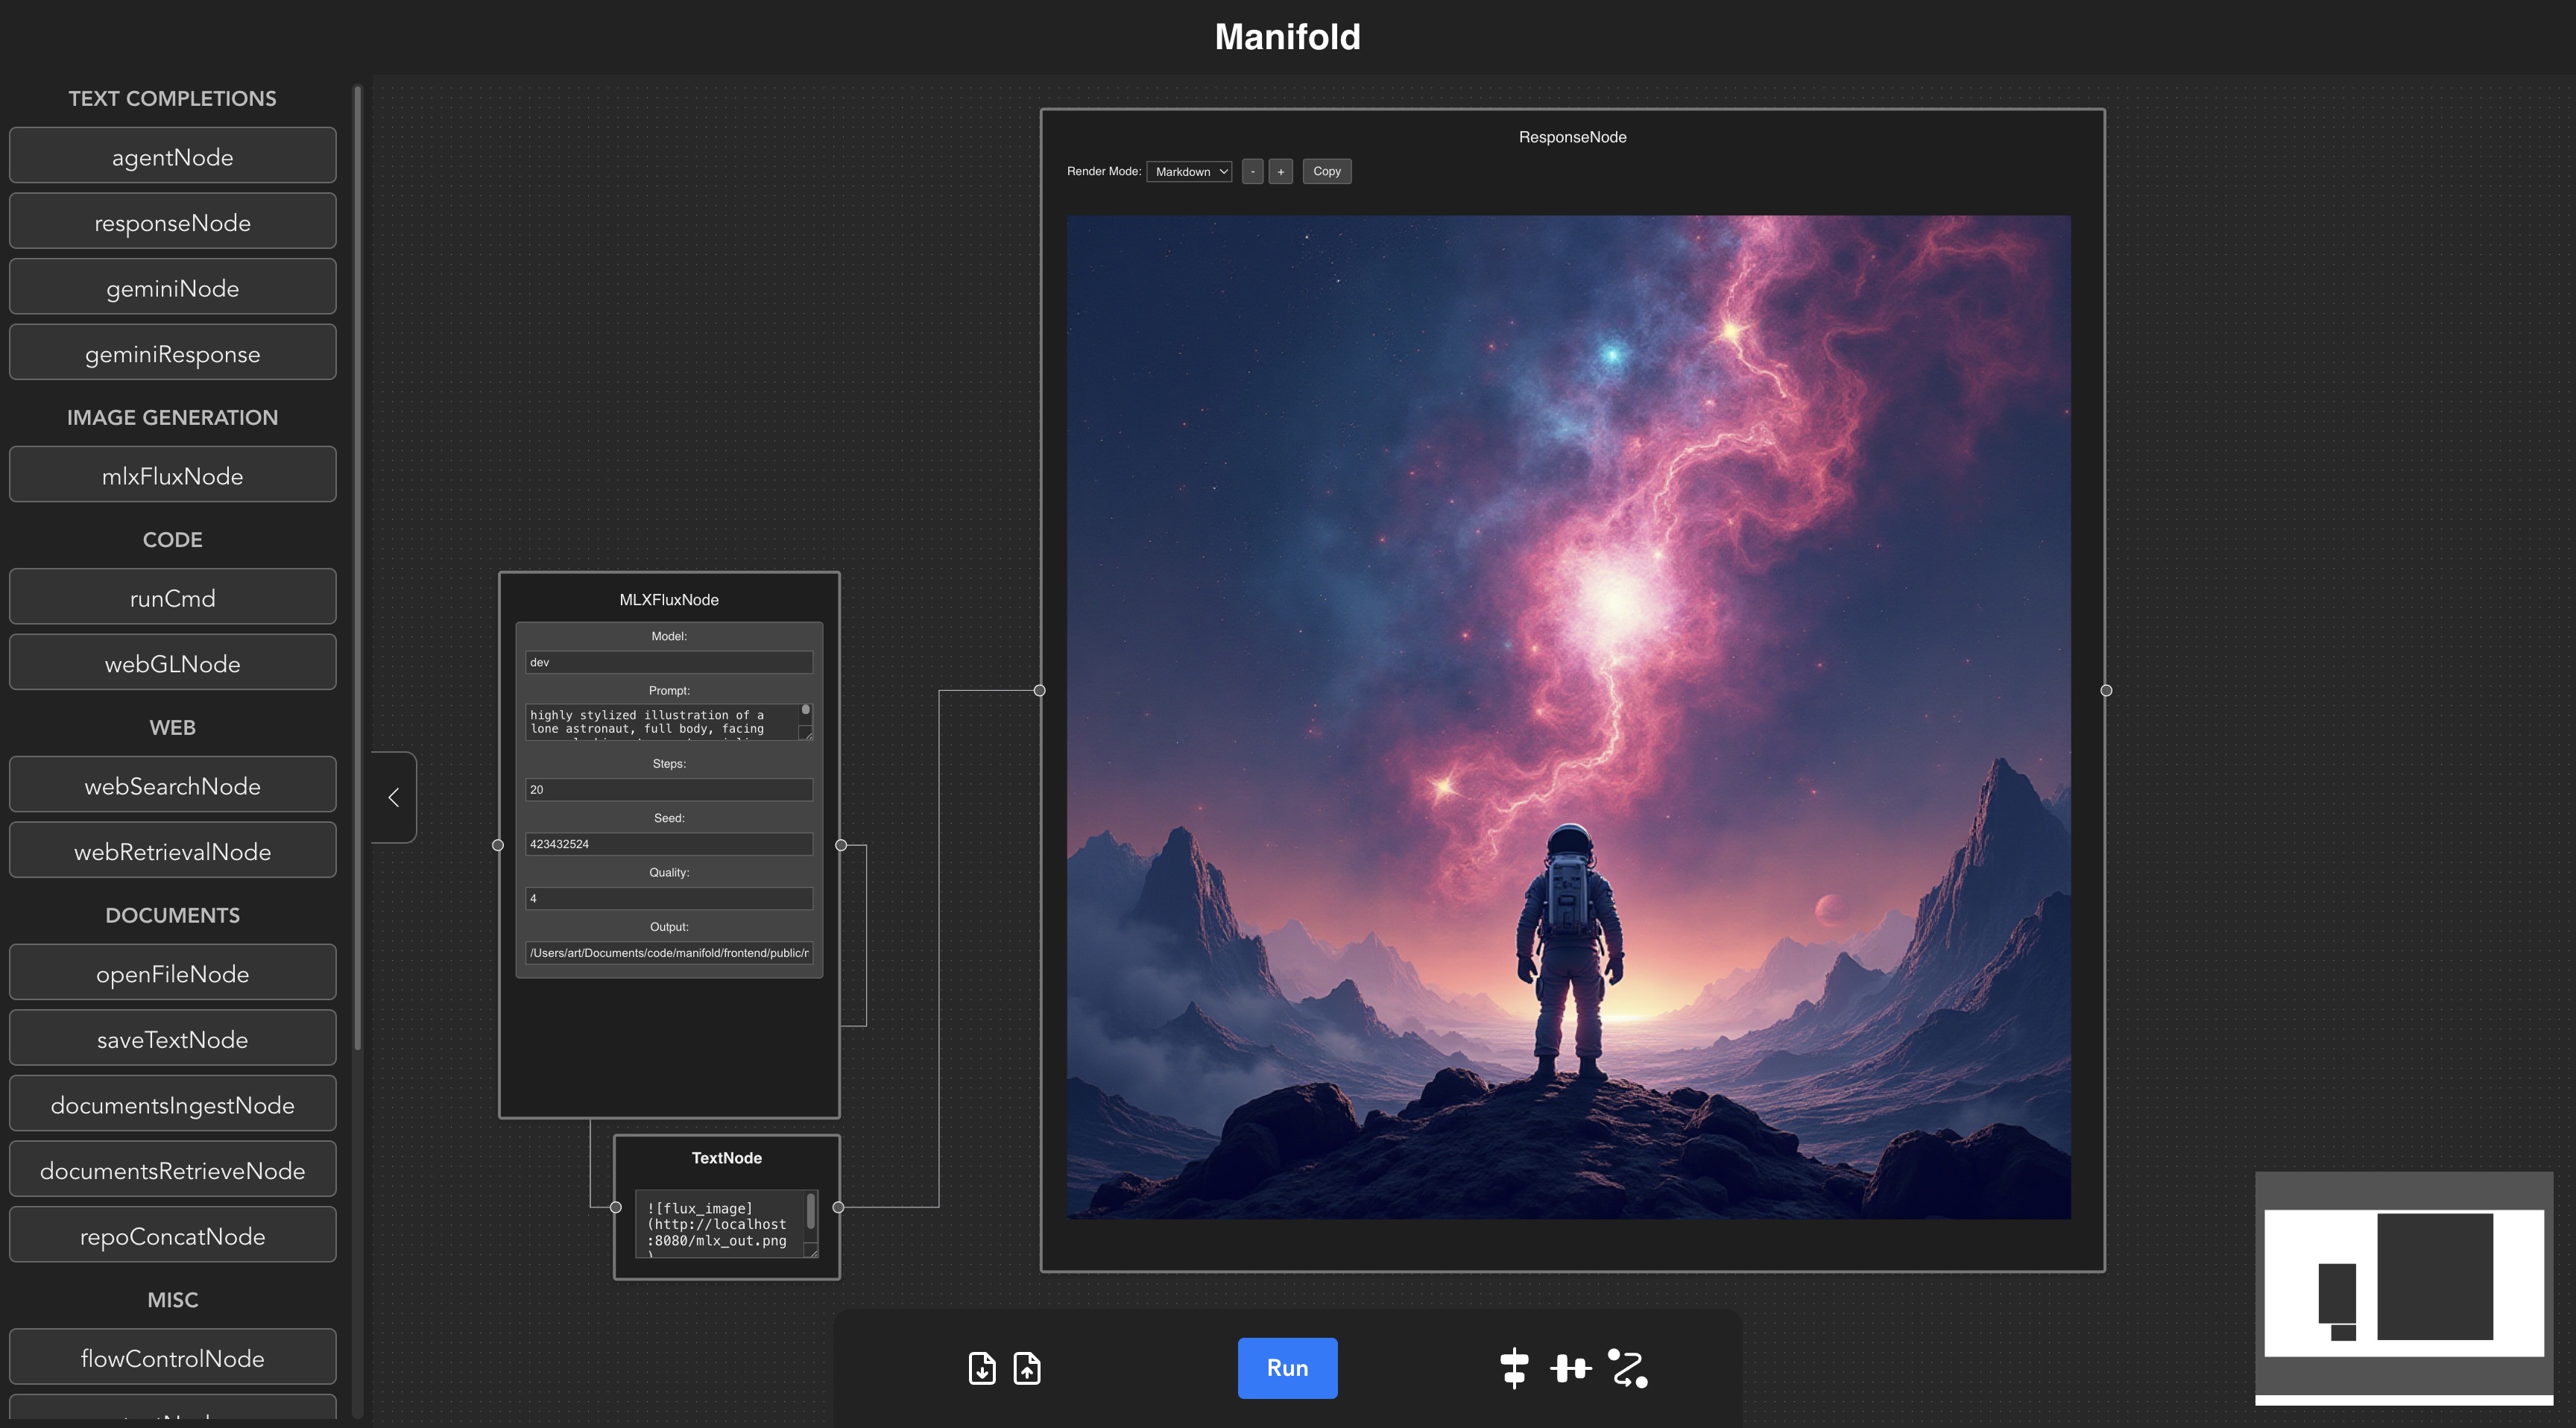 Manifold
TEXT COMPLETIONS
agentNode
responseNode
geminiNode
geminiResponse
IMAGE GENERATION
mlxFluxNode
CODE
runCmd
webGLNode
WEB
webSearchNode
webRetrievalNode
DOCUMENTS
openFileNode
saveTextNode
documentsIngestNode
documentsRetrieveNode
repoConcatNode
MISC
flowControlNode
MLXFluxNode
Model:
dev
Prompt:
highly stylized illustration of a
lone astronaut, full body, facing
Steps:
20
Seed:
423432524
Quality:
4
Output:
/Users/art/Documents/code/manifold/frontend/public/
TextNode
![flux_image]
(http://localhost
:8080/mlx_out.png
)
ResponseNode
Render Mode: Markdown - + Copy
Run